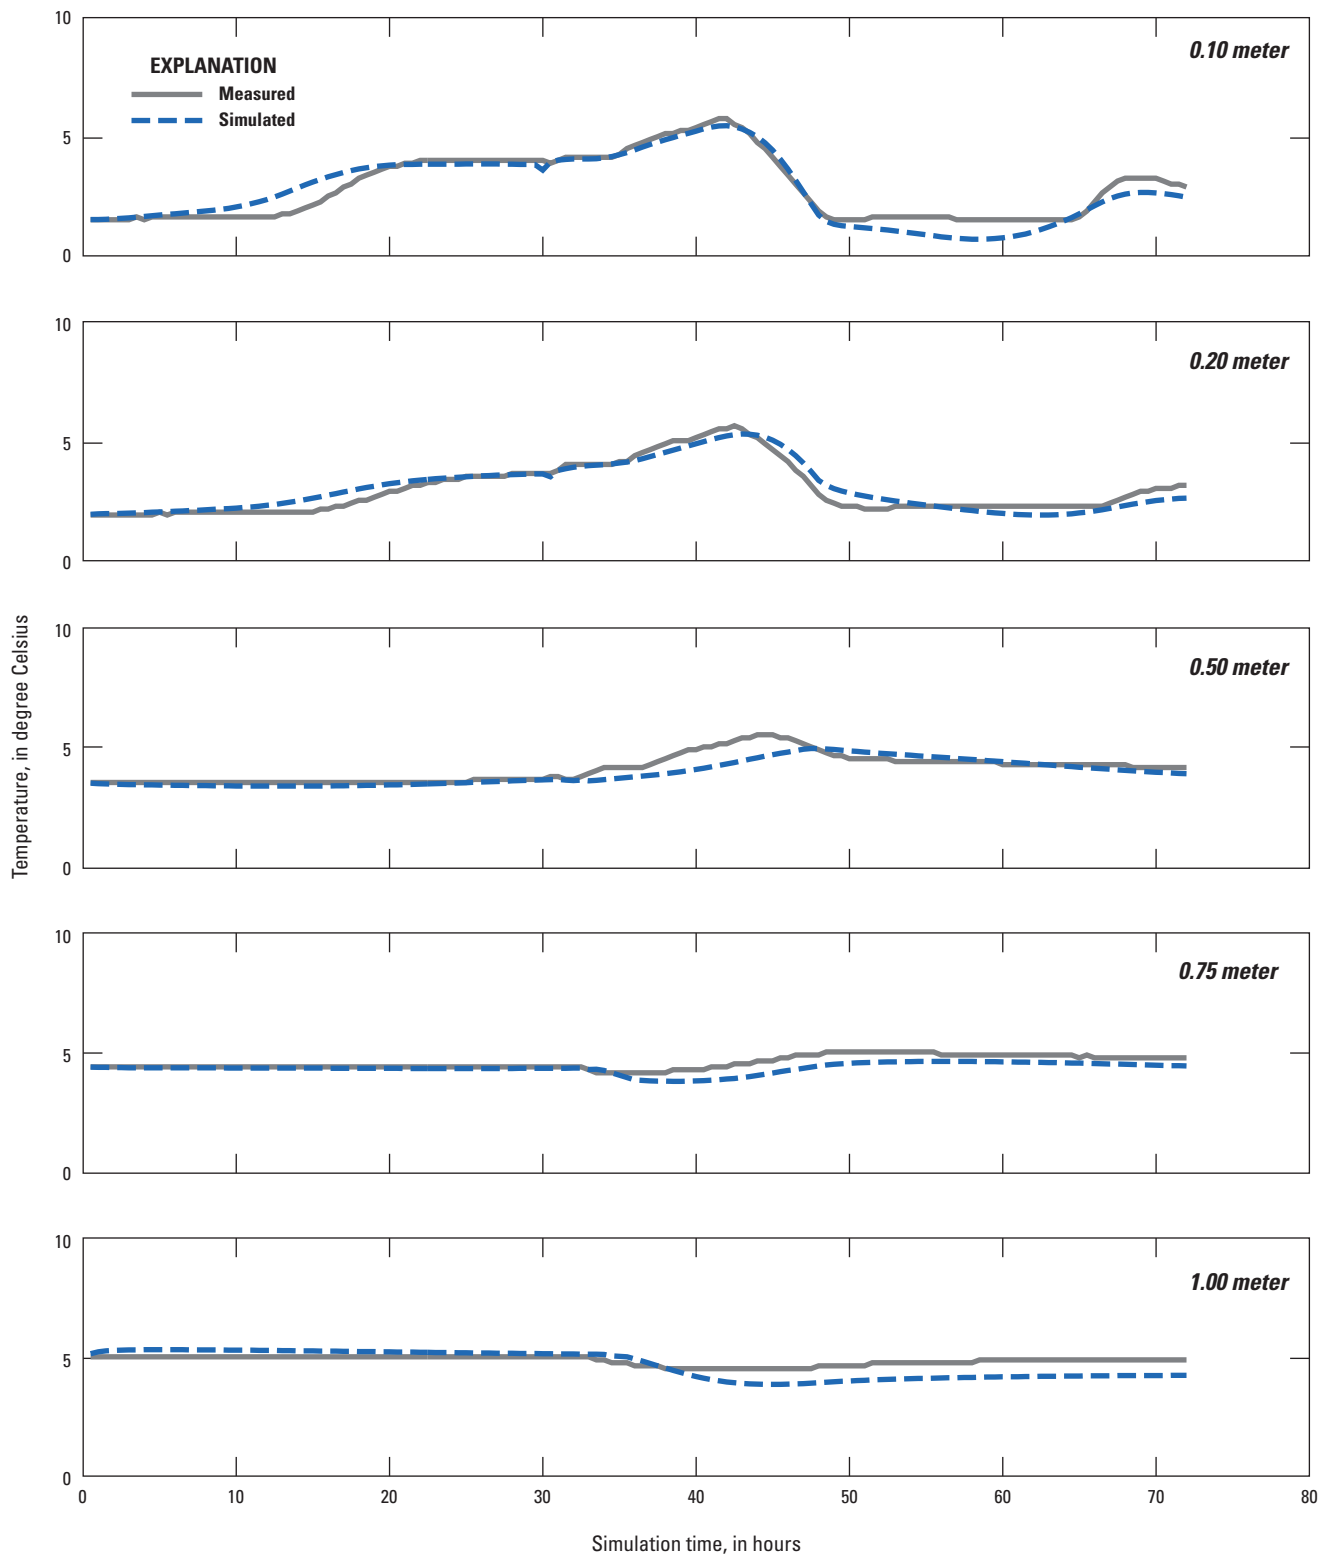 10
0.10 meter
EXPLANATION
Measured
Simulated
5
0
10
0.20 meter
5
0
Temperature, in degree Celsius
10
0.50 meter
5
0
10
0.75 meter
5
0
10
1.00 meter
5
0
0 10 20 30 40 50 60 70 80
Simulation time, in hours